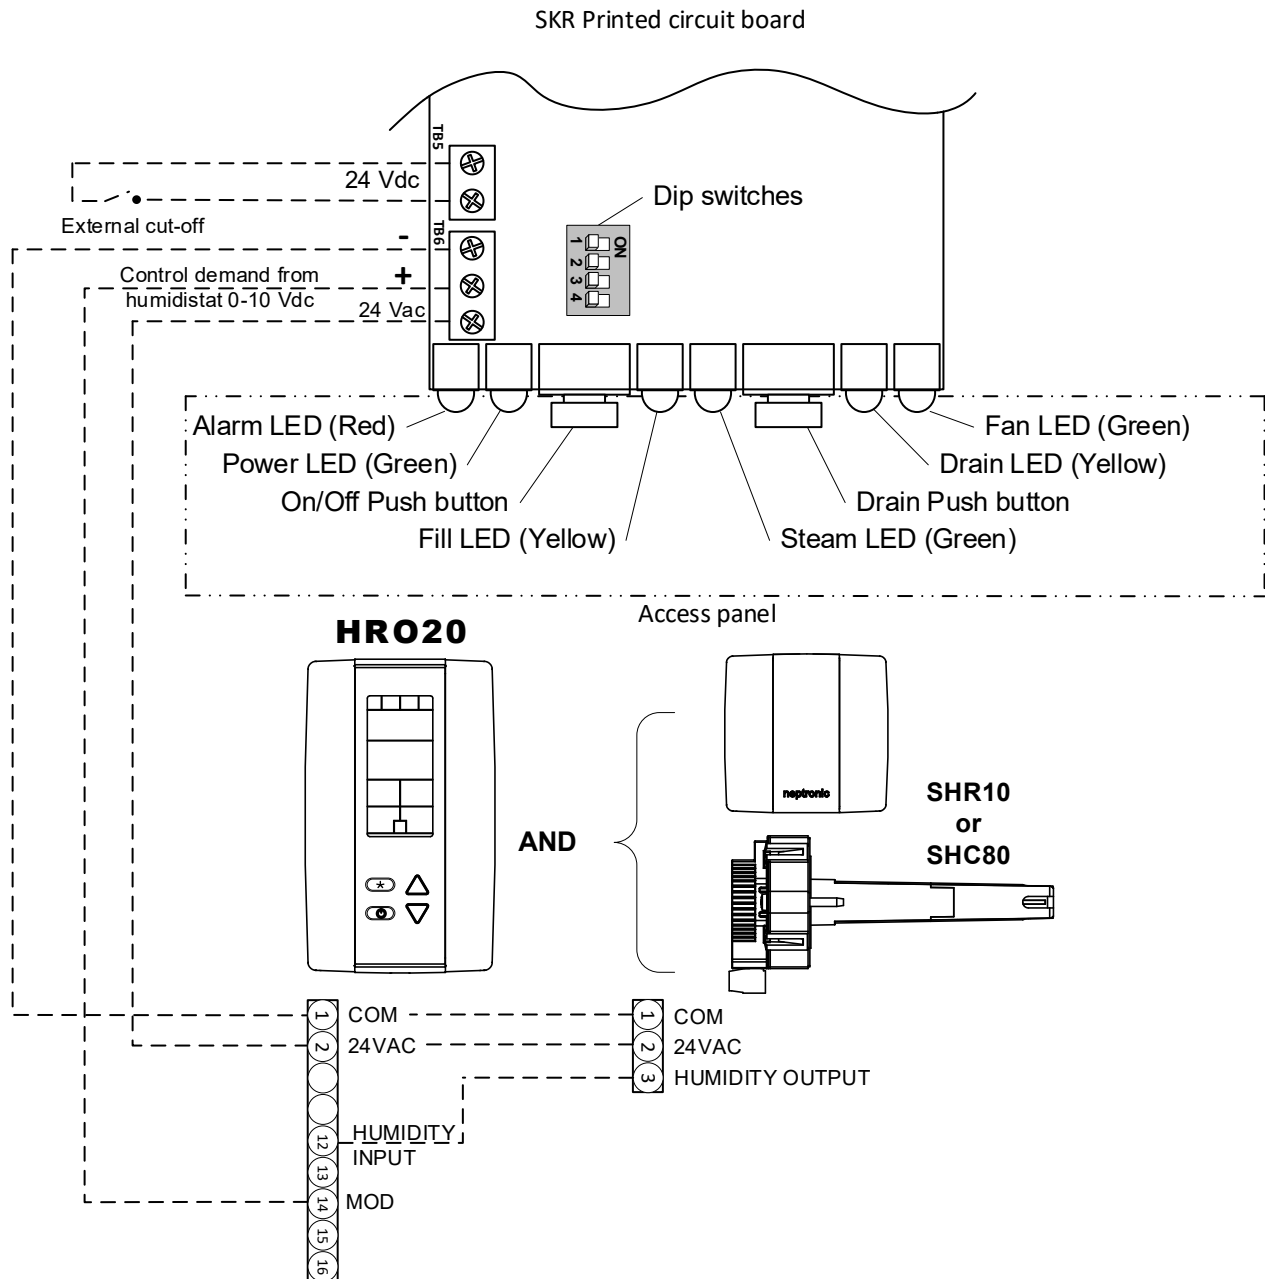 SKR Printed circuit board
TB5
24 Vdc
External cut-off
TB6
-
+
Control demand from
humidistat 0-10 Vdc
24 Vac
Dip switches
ON
1
2
3
4
Alarm LED (Red)
Power LED (Green)
On/Off Push button
Fill LED (Yellow)
Fan LED (Green)
Drain LED (Yellow)
Drain Push button
Steam LED (Green)
Access panel
HRO20
AND
neptronic
SHR10
or
SHC80
1 COM
2 24VAC
12 HUMIDITY
INPUT
13
14 MOD
15
16
1 COM
2 24VAC
3 HUMIDITY OUTPUT